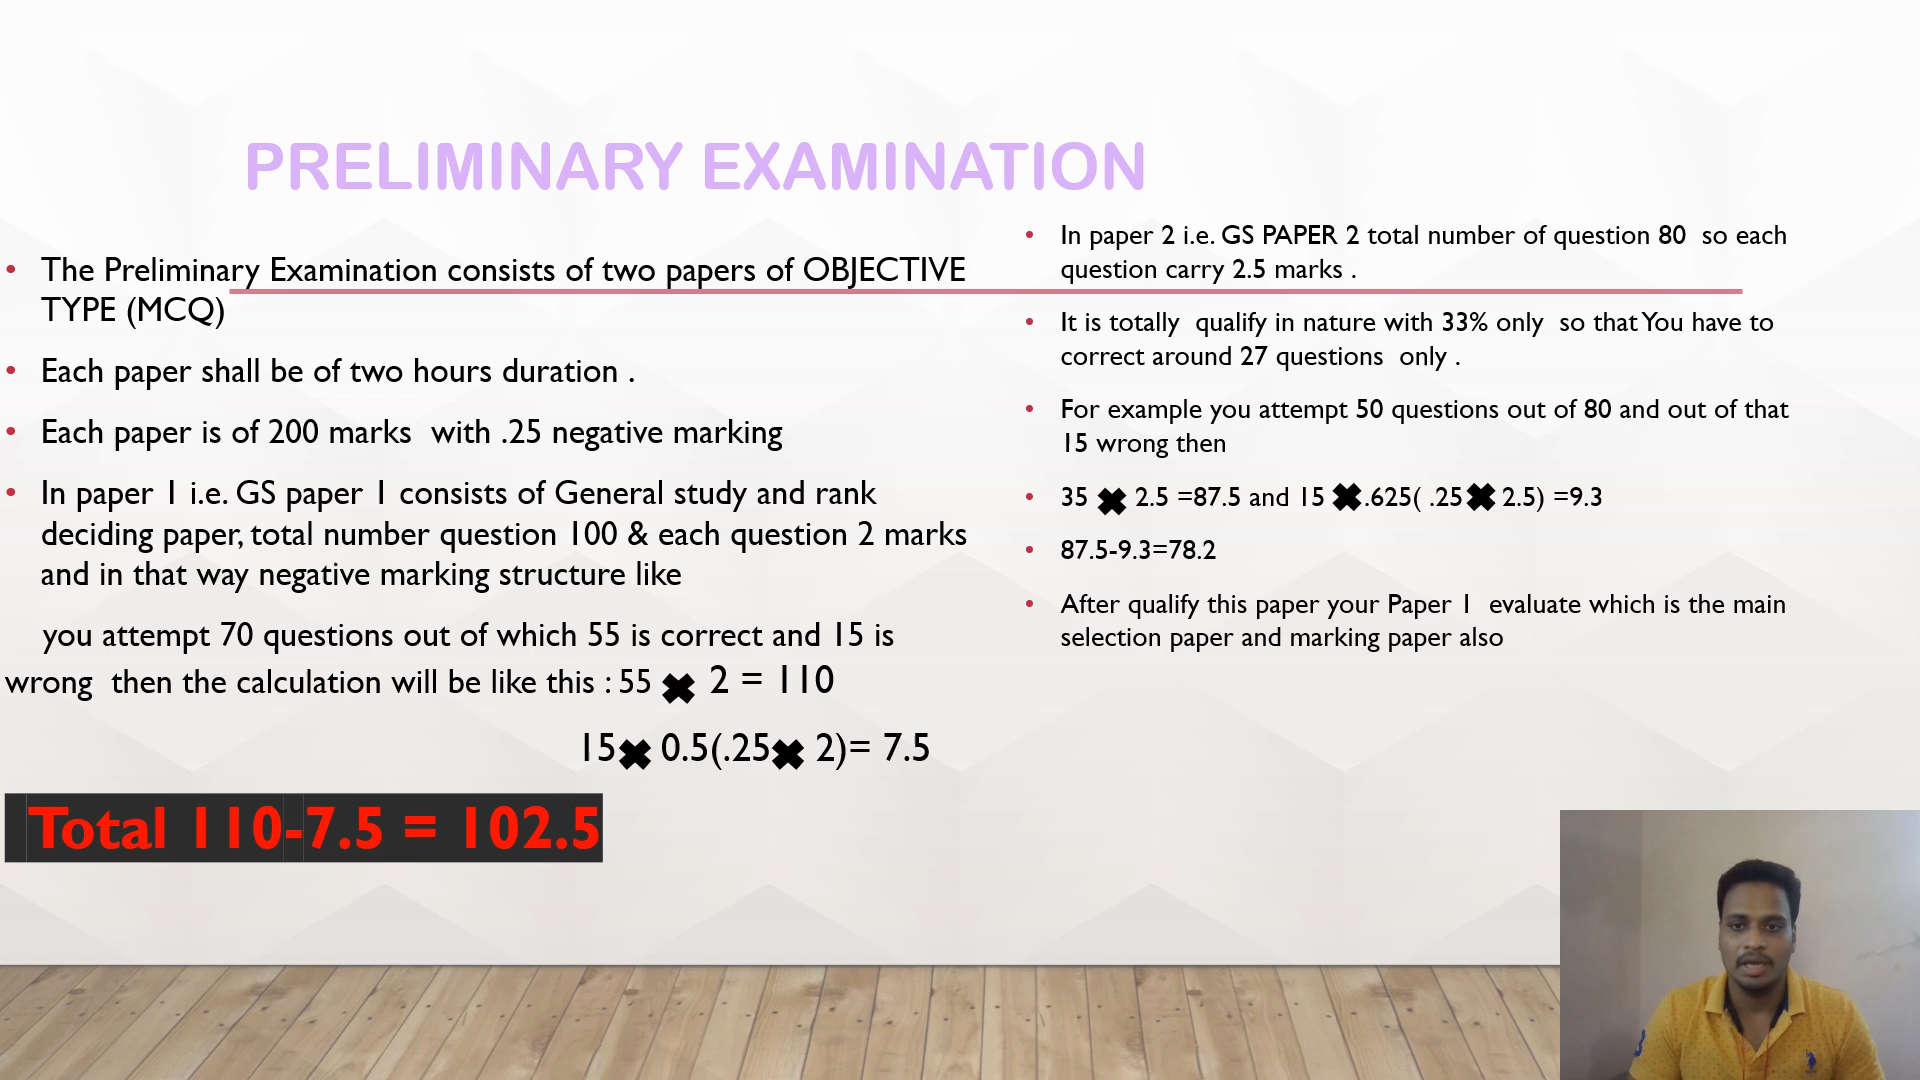 PRELIMINARY EXAMINATION
• The Preliminary Examination consists of two papers of OBJECTIVE
TYPE (MCQ)
• Each paper shall be of two hours duration .
• Each paper is of 200 marks with .25 negative marking
• In paper 1 i.e. GS paper 1 consists of General study and rank
deciding paper, total number question 100 & each question 2 marks
and in that way negative marking structure like
you attempt 70 questions out of which 55 is correct and 15 is
wrong then the calculation will be like this : 55 ✖ 2 = 110
15✖ 0.5(.25✖ 2)= 7.5
Total 110-7.5 = 102.5
• In paper 2 i.e. GS PAPER 2 total number of question 80 so each
question carry 2.5 marks .
• It is totally qualify in nature with 33% only so that You have to
correct around 27 questions only .
• For example you attempt 50 questions out of 80 and out of that
15 wrong then
• 35 ✖ 2.5 =87.5 and 15 ✖.625( .25✖ 2.5) =9.3
• 87.5-9.3=78.2
• After qualify this paper your Paper 1 evaluate which is the main
selection paper and marking paper also